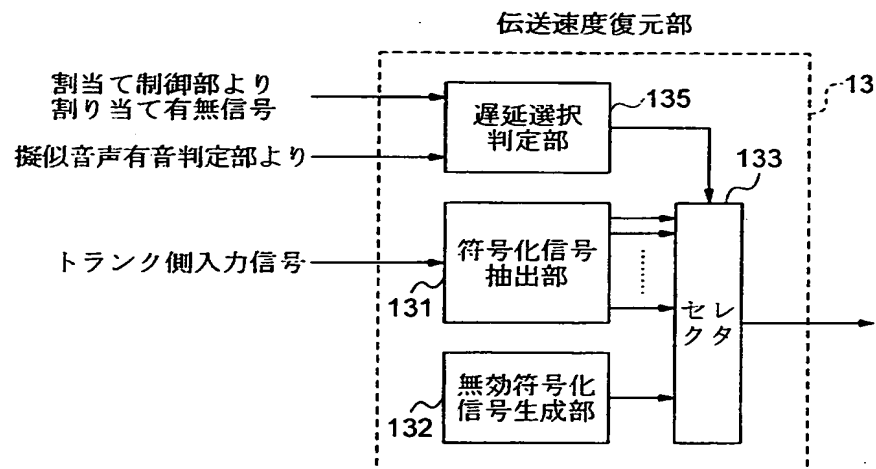 伝送速度復元部
割当て制御部より
割り当て有無信号
擬似音声有音判定部より
遅延選択
判定部
135
13
133
トランク側入力信号
符号化信号
抽出部
131
セレ
クタ
無効符号化
信号生成部
132